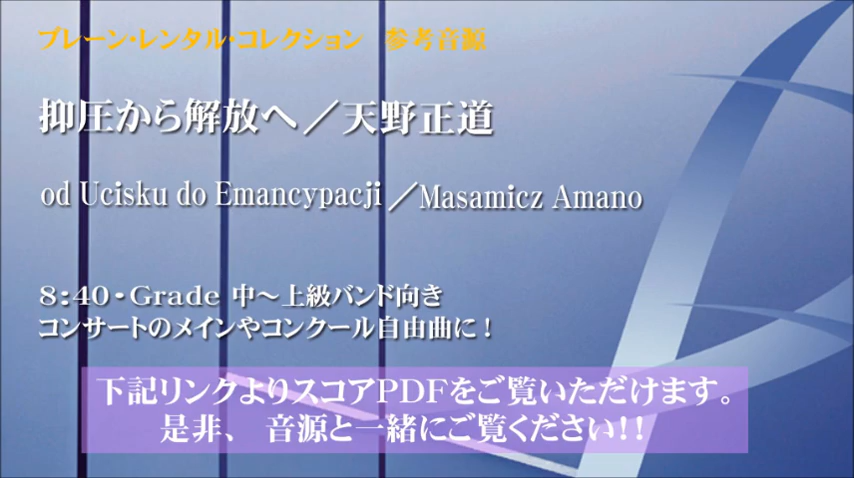 ブレーン・レンタル・コレクション 参考音源
抑圧から解放へ／天野正道
od Ucisku do Emancypacji／Masamicz Amano
8:40・Grade 中～上級バンド向き
コンサートのメインやコンクール自由曲に！
下記リンクよりスコアPDFをご覧いただけます。
是非、 音源と一緒にご覧ください!!